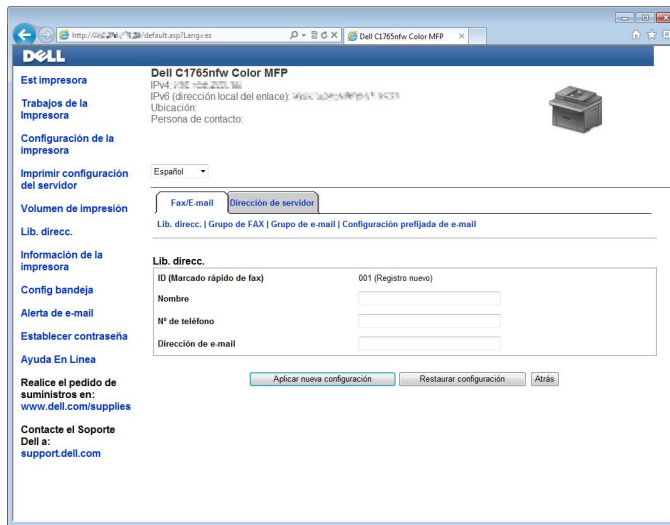 http:// /default.asp?Lang=es
Dell C1765nfw Color MFP
DELL
Dell C1765nfw Color MFP
IPv4:
IPv6 (dirección local del enlace):
Ubicación:
Persona de contacto:
Est impresora
Trabajos de la
Impresora
Configuración de la
impresora
Imprimir configuración
del servidor
Volumen de impresión
Lib. direcc.
Información de la
impresora
Config bandeja
Alerta de e-mail
Establecer contraseña
Ayuda En Línea
Realice el pedido de
suministros en:
www.dell.com/supplies
Contacte el Soporte
Dell a:
support.dell.com
Español
Fax/E-mail Dirección de servidor
Lib. direcc. | Grupo de FAX | Grupo de e-mail | Configuración prefijada de e-mail
Lib. direcc.
ID (Marcado rápido de fax) 001 (Registro nuevo)
Nombre
Nº de teléfono
Dirección de e-mail
Aplicar nueva configuración Restaurar configuración Atrás